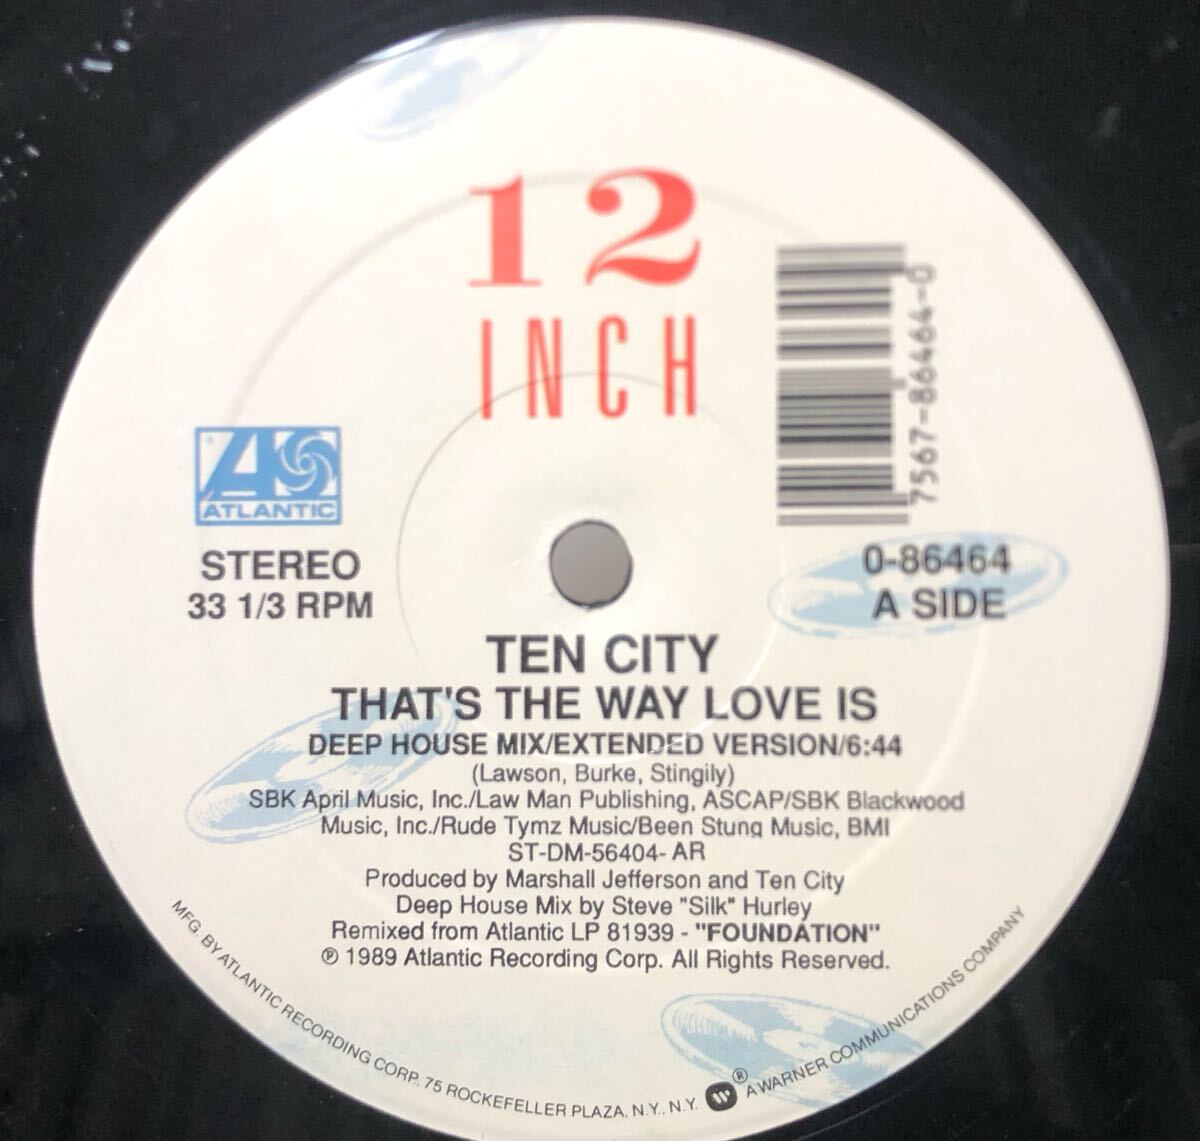 12
INCH
7567-86464-0
ATLANTIC
STEREO
33 1/3 RPM
0-86464
A SIDE
TEN CITY
THAT'S THE WAY LOVE IS
DEEP HOUSE MIX/EXTENDED VERSION/6:44
(Lawson, Burke, Stingily)
SBK April Music, Inc./Law Man Publishing, ASCAP/SBK Blackwood
Music, Inc./Rude Tymz Music/Been Stung Music, BMI
ST-DM-56404-AR
Produced by Marshall Jefferson and Ten City
Deep House Mix by Steve "Silk" Hurley
Remixed from Atlantic LP 81939 - "FOUNDATION"
℗ 1989 Atlantic Recording Corp. All Rights Reserved.
MFG. BY ATLANTIC RECORDING CORP., 75 ROCKEFELLER PLAZA, N.Y., N.Y. ® A WARNER COMMUNICATIONS COMPANY